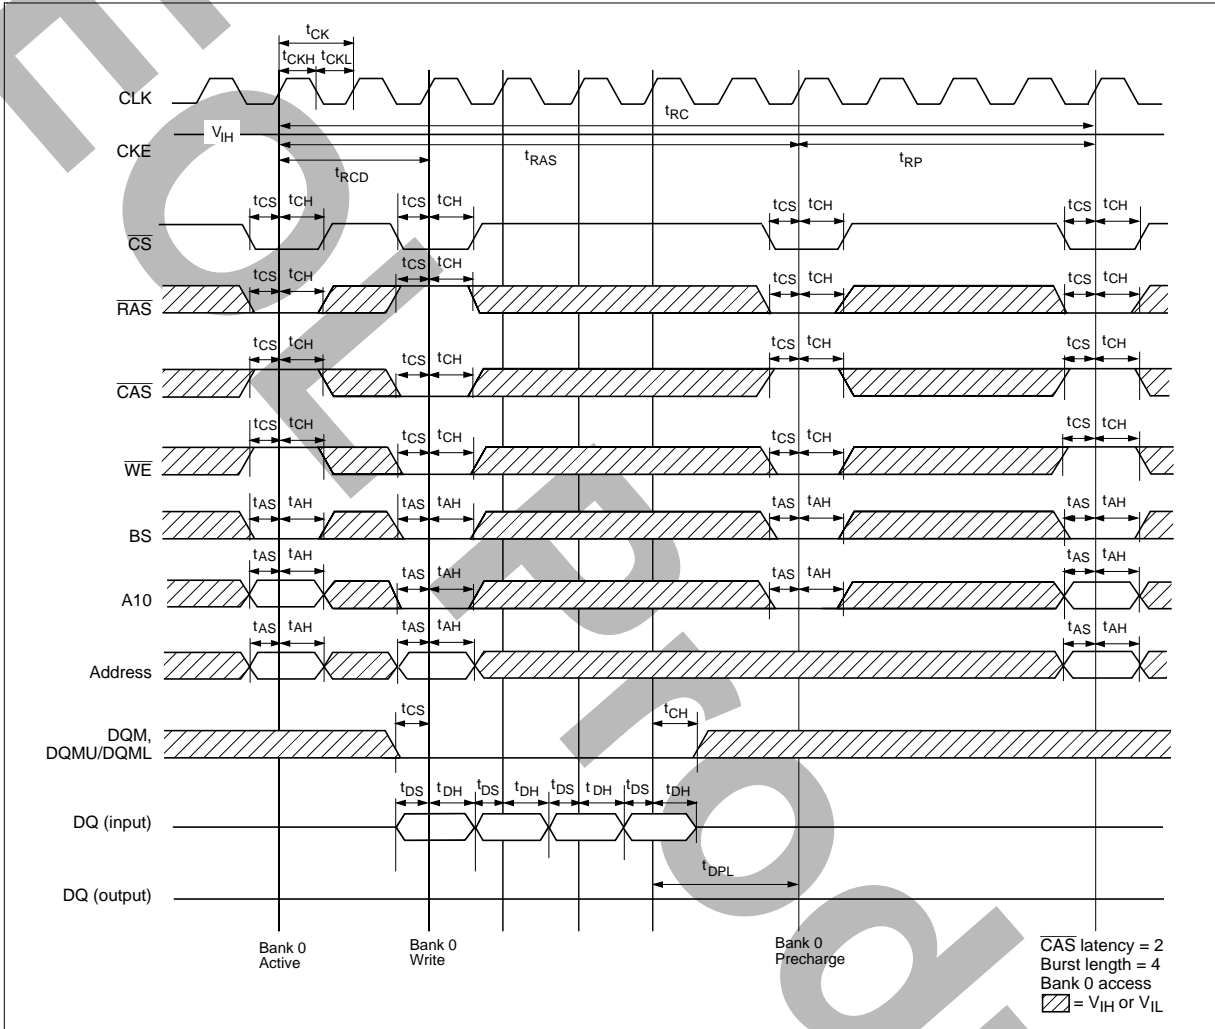 tCK
tCKH tCKL
CLK
tRC
VIH
CKE
tRAS tRP
tRCD
tCS tCH tCS tCH tCS tCH tCS tCH
CS
tCS tCH tCS tCH tCS tCH tCS tCH
RAS
tCS tCH tCS tCH tCS tCH tCS tCH
CAS
tCS tCH tCS tCH tCS tCH tCS tCH
WE
tAS tAH tAS tAH tAS tAH tAS tAH
BS
tAS tAH tAS tAH tAS tAH tAS tAH
A10
tAS tAH tAS tAH tAS tAH
Address
tCS tCH
DQM,
DQMU/DQML
tDS tDH tDS tDH tDS tDH tDS tDH
DQ (input)
tDPL
DQ (output)
Bank 0
Active
Bank 0
Write
Bank 0
Precharge
CAS latency = 2
Burst length = 4
Bank 0 access
= VIH or VIL
L Prod